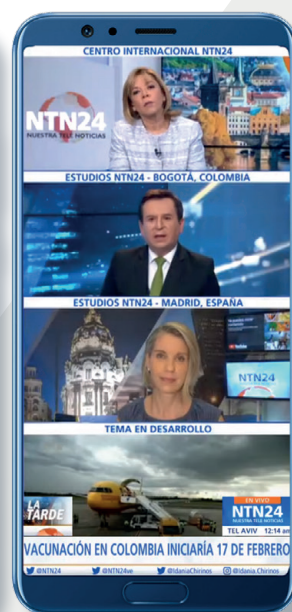 CENTRO INTERNACIONAL NTN24
NTN24
NUESTRA TELE NOTICIAS
ESTUDIOS NTN24 - BOGOTÁ, COLOMBIA
ESTUDIOS NTN24 - MADRID, ESPAÑA
NTN24
TEMA EN DESARROLLO
LA
TARDE
EN VIVO
NTN24
NUESTRA TELE NOTICIAS
TEL AVIV 12:14 am
VACUNACIÓN EN COLOMBIA INICIARÍA 17 DE FEBRERO
@NTN24 @NTN24ve @IdaniaChirinos @IdaniaChirinos